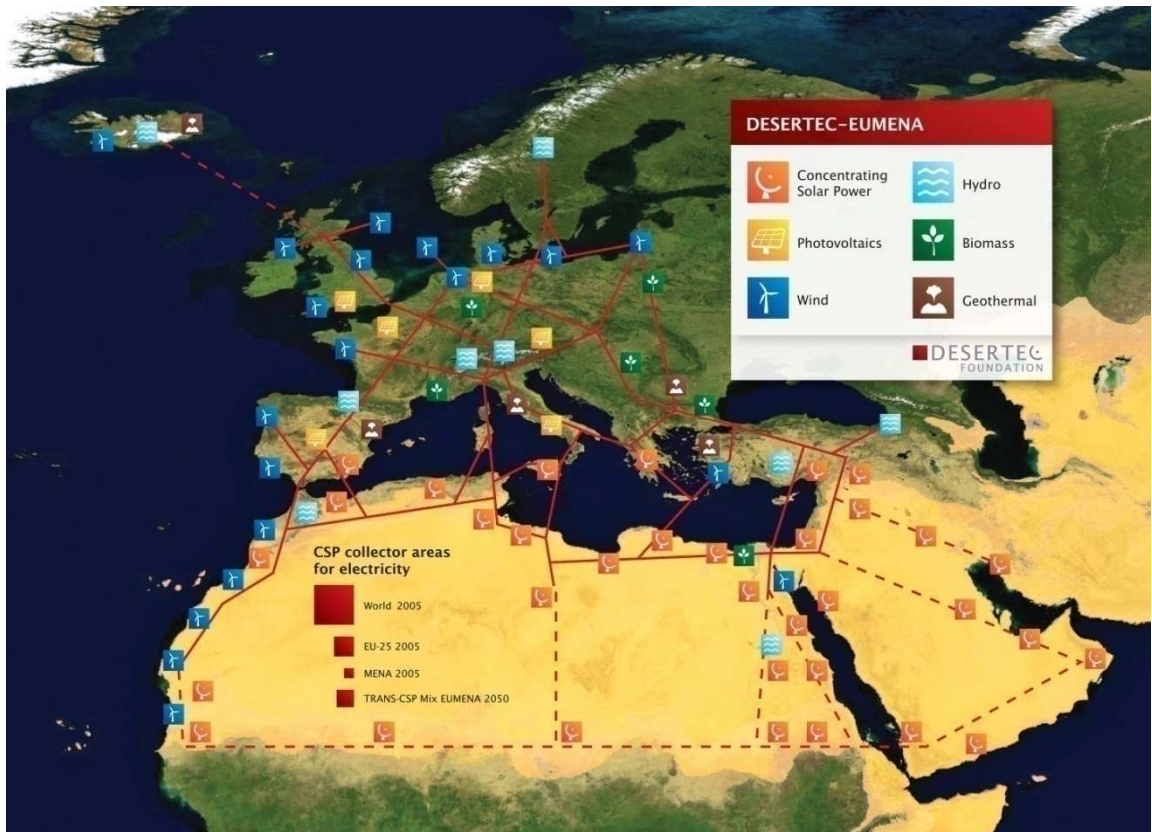 DESERTEC–EUMENA
Concentrating
Solar Power
Hydro
Photovoltaics
Biomass
Wind
Geothermal
DESERTEC
FOUNDATION
CSP collector areas
for electricity
World 2005
EU-25 2005
MENA 2005
TRANS-CSP Mix EUMENA 2050